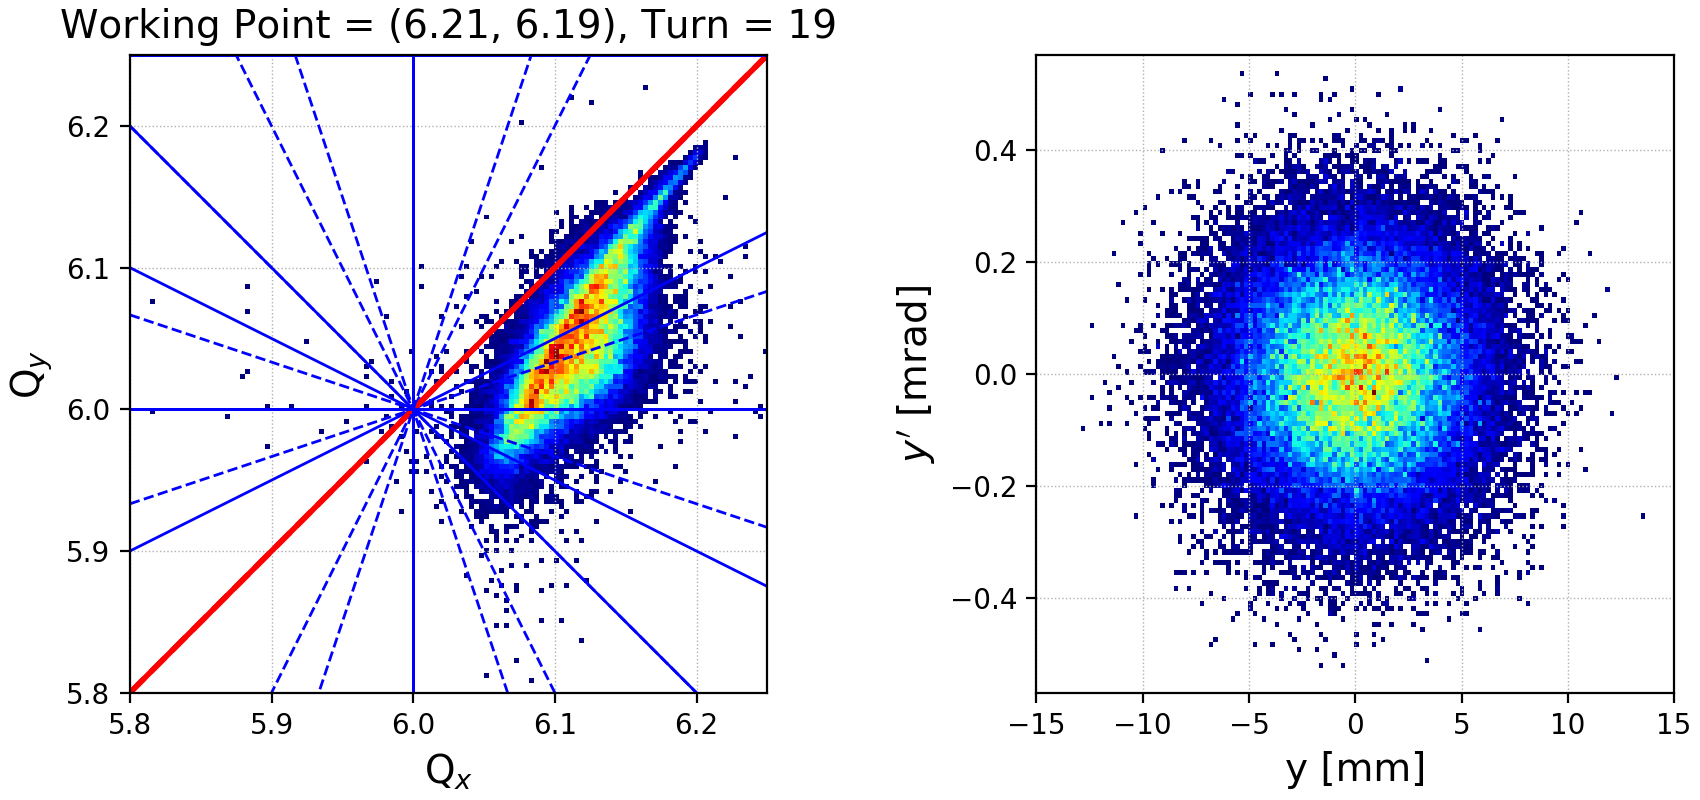 Working Point = (6.21, 6.19), Turn = 19
6.2
6.1
6.0
5.9
5.8
Q_y
5.8 5.9 6.0 6.1 6.2
Q_x
0.4
0.2
0.0
−0.2
−0.4
y′ [mrad]
−15 −10 −5 0 5 10 15
y [mm]